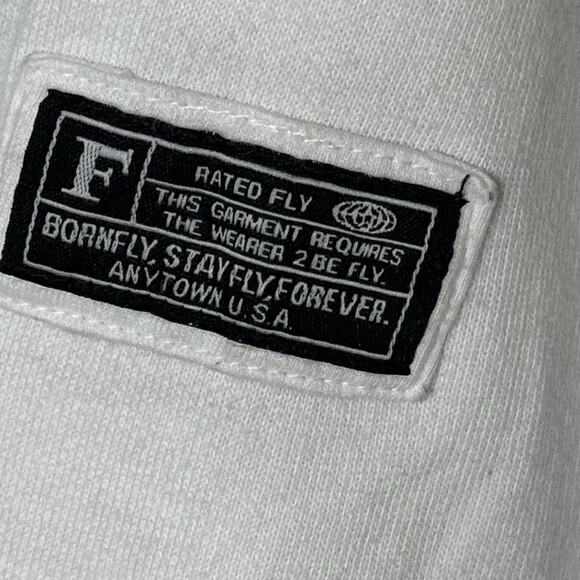 F
RATED FLY
THIS GARMENT REQUIRES
THE WEARER 2 BE FLY.
BORNFLY, STAYFLY, FOREVER.
ANYTOWN U.S.A.